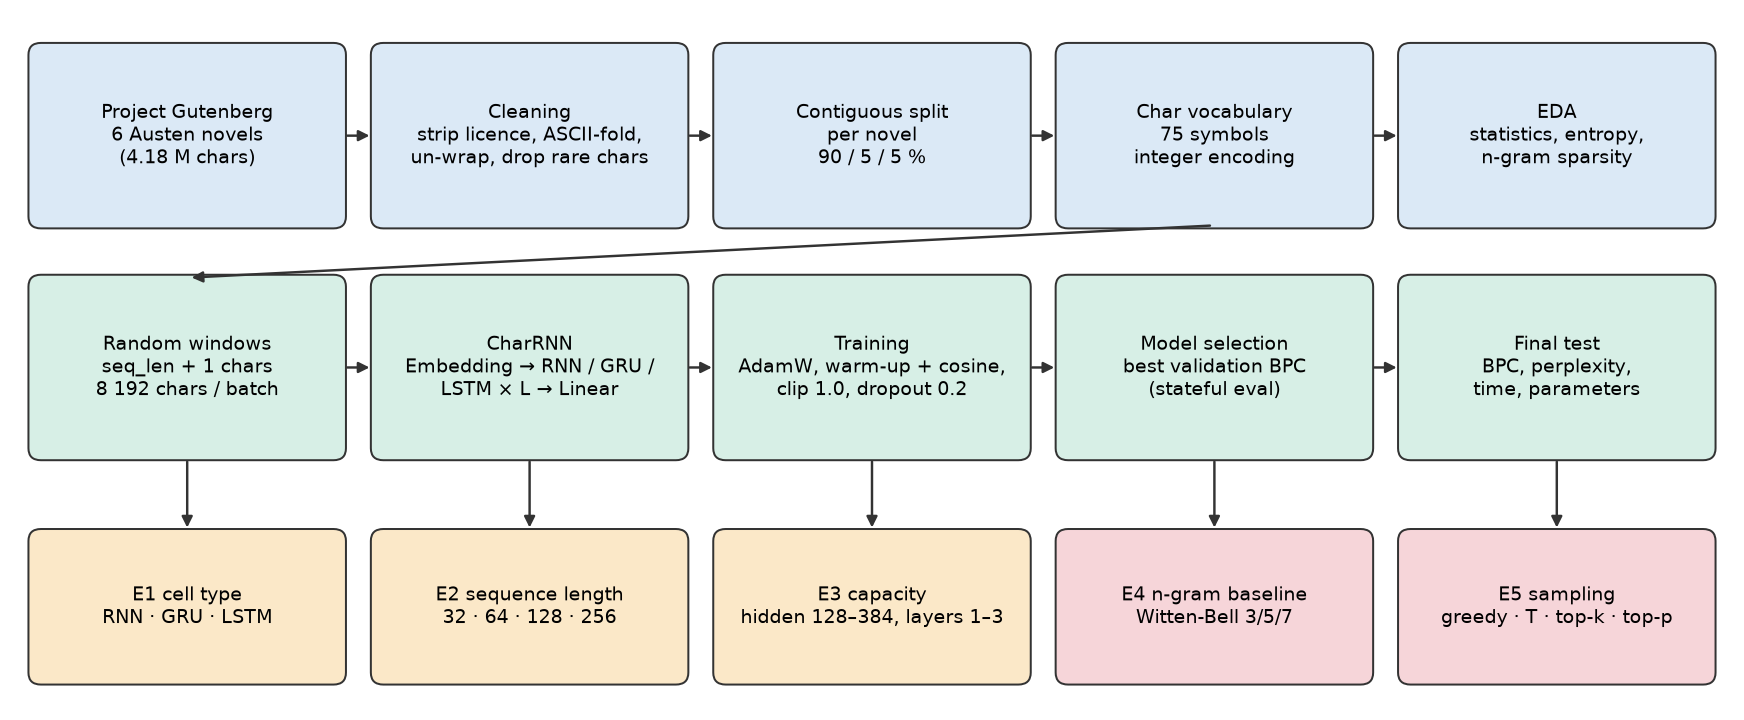 Project Gutenberg
6 Austen novels
(4.18 M chars)
Cleaning
strip licence, ASCII-fold,
un-wrap, drop rare chars
Contiguous split
per novel
90 / 5 / 5 %
Char vocabulary
75 symbols
integer encoding
EDA
statistics, entropy,
n-gram sparsity
Random windows
seq_len + 1 chars
8 192 chars / batch
CharRNN
Embedding → RNN / GRU /
LSTM × L → Linear
Training
AdamW, warm-up + cosine,
clip 1.0, dropout 0.2
Model selection
best validation BPC
(stateful eval)
Final test
BPC, perplexity,
time, parameters
E1 cell type
RNN · GRU · LSTM
E2 sequence length
32 · 64 · 128 · 256
E3 capacity
hidden 128–384, layers 1–3
E4 n-gram baseline
Witten-Bell 3/5/7
E5 sampling
greedy · T · top-k · top-p